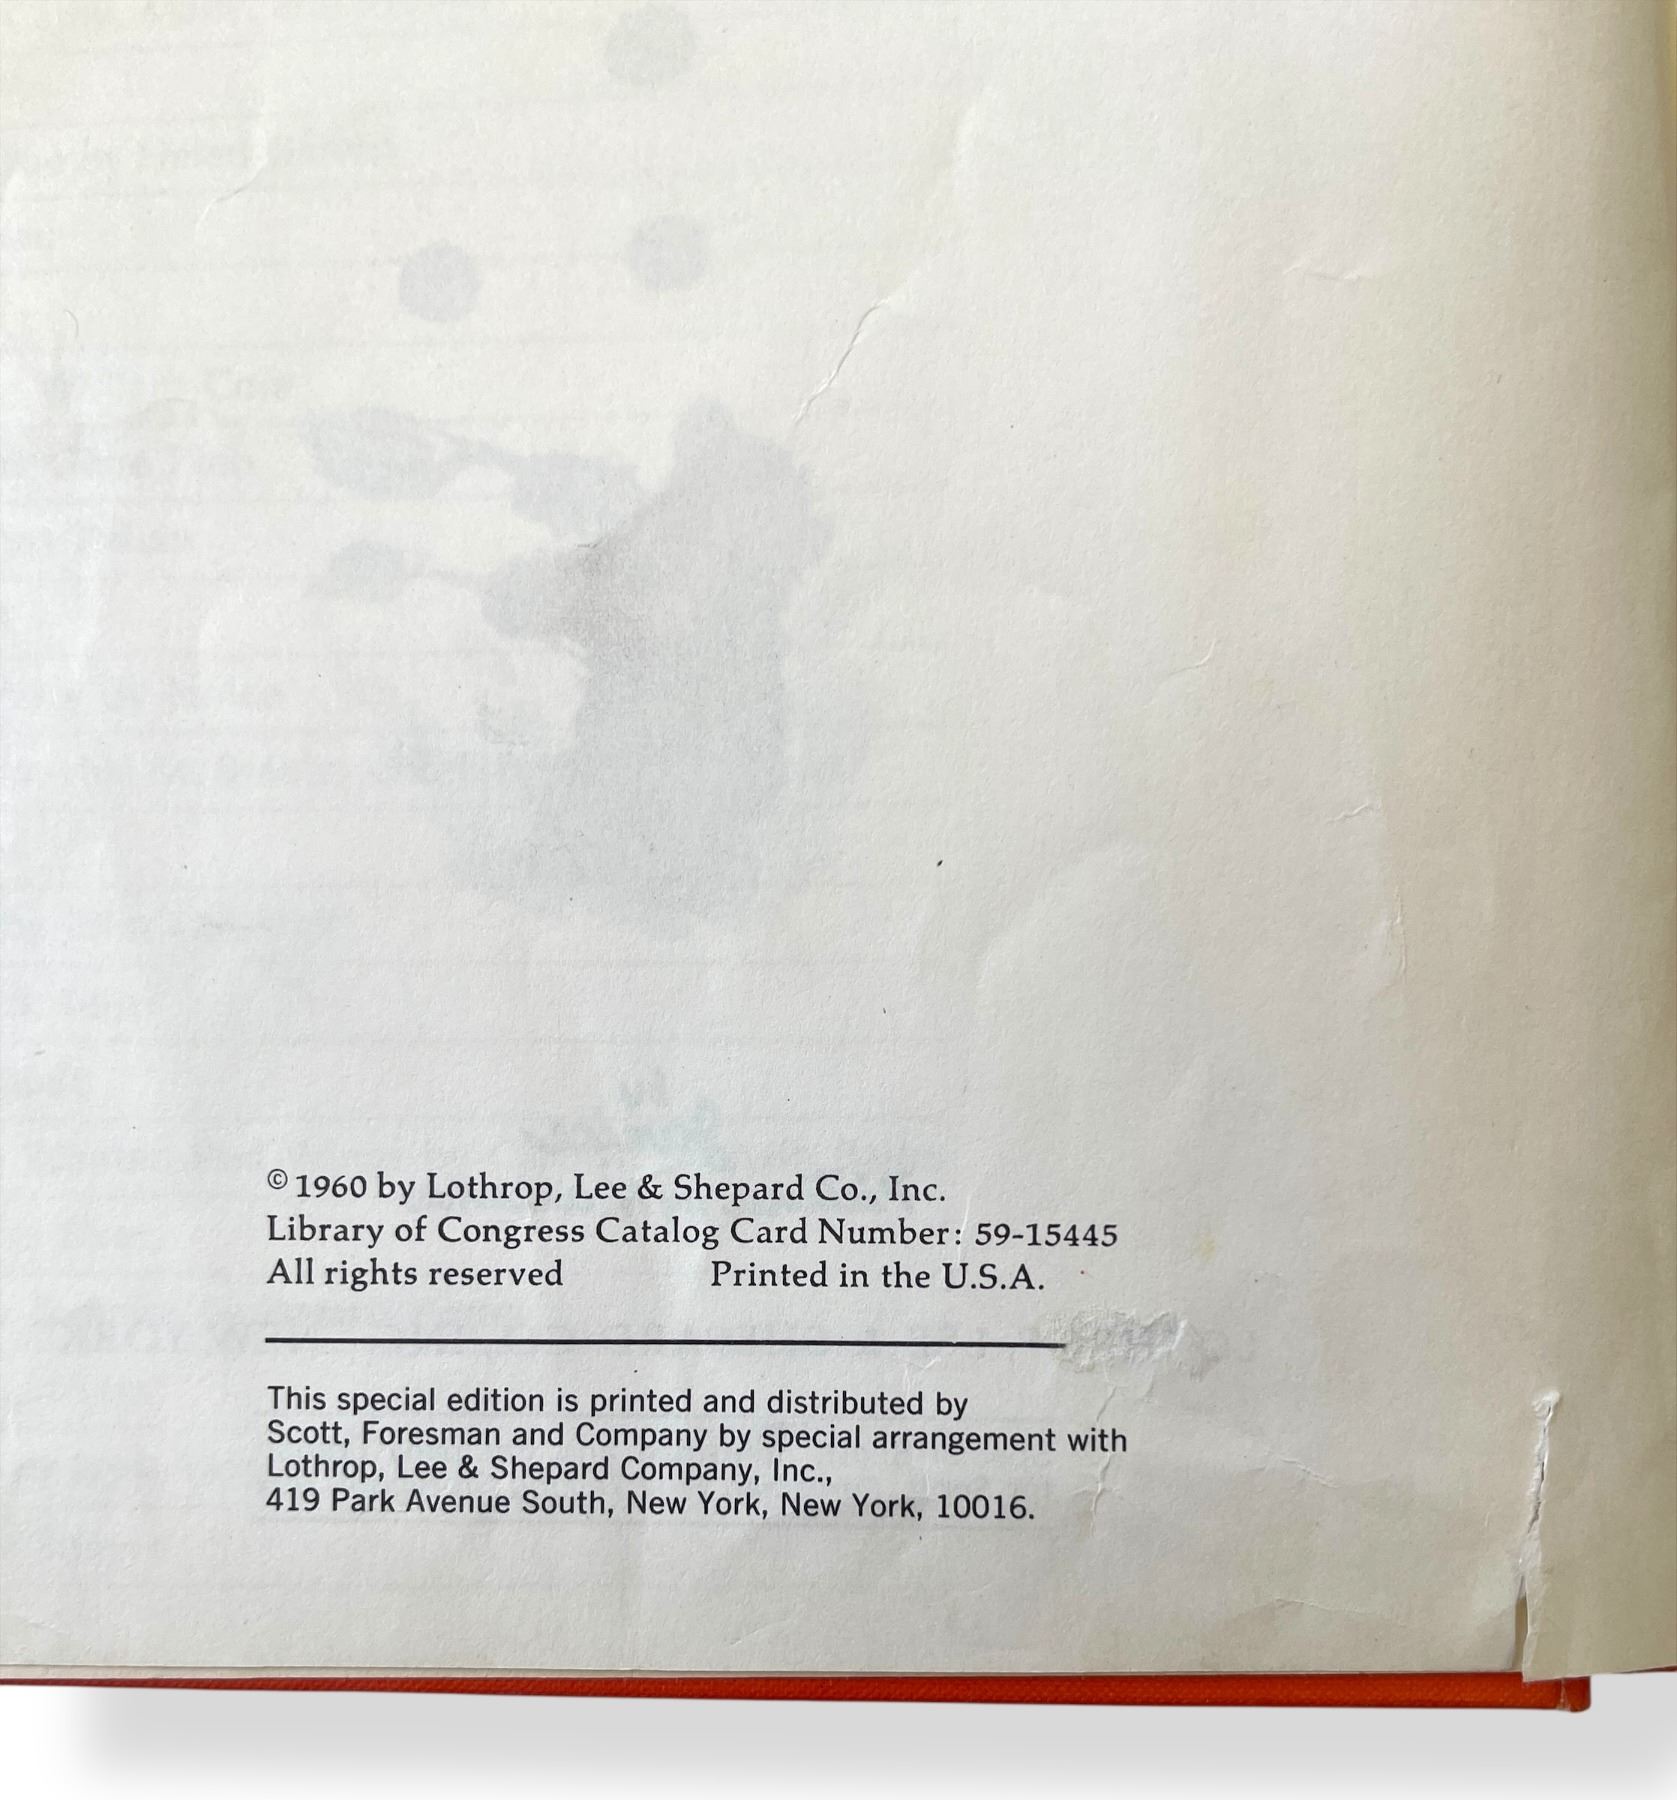 © 1960 by Lothrop, Lee & Shepard Co., Inc.
Library of Congress Catalog Card Number: 59-15445
All rights reserved Printed in the U.S.A.
This special edition is printed and distributed by
Scott, Foresman and Company by special arrangement with
Lothrop, Lee & Shepard Company, Inc.,
419 Park Avenue South, New York, New York, 10016.